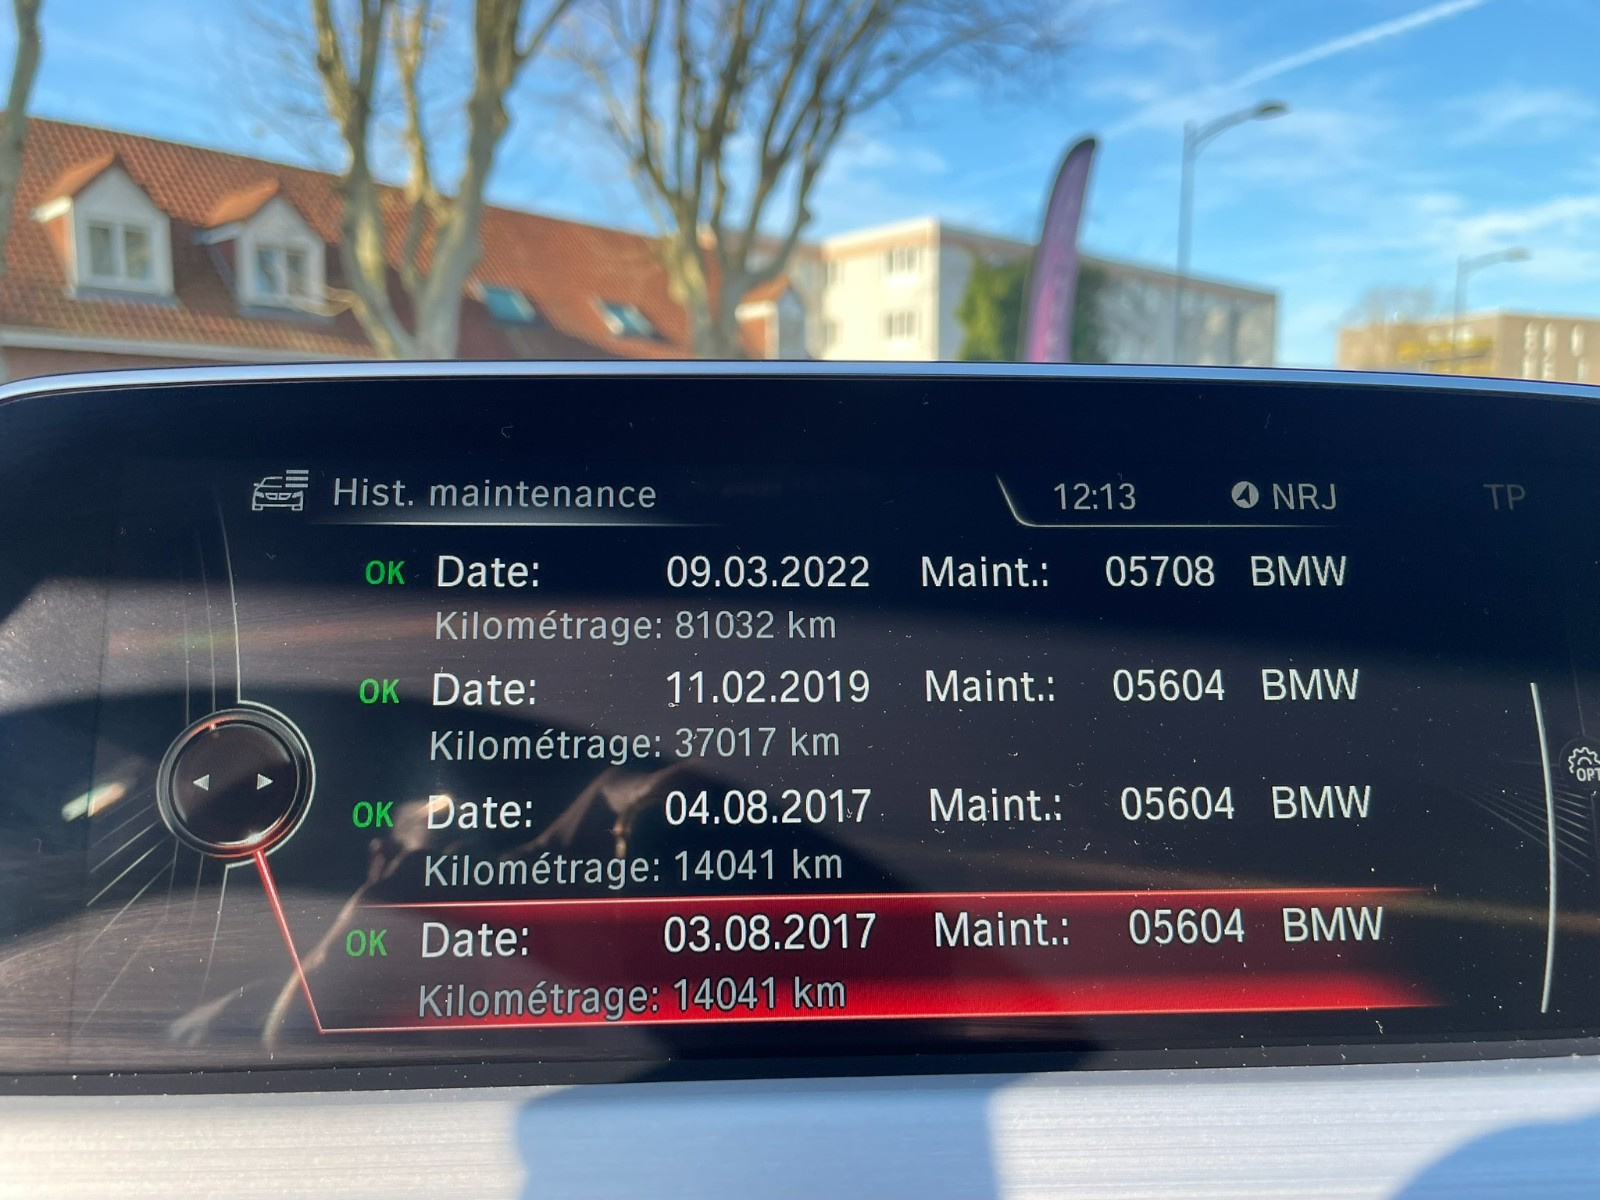 Hist. maintenance 12:13 NRJ TP
OK Date: 09.03.2022 Maint.: 05708 BMW
Kilométrage: 81032 km
OK Date: 11.02.2019 Maint.: 05604 BMW
Kilométrage: 37017 km
OPT
OK Date: 04.08.2017 Maint.: 05604 BMW
Kilométrage: 14041 km
OK Date: 03.08.2017 Maint.: 05604 BMW
Kilométrage: 14041 km